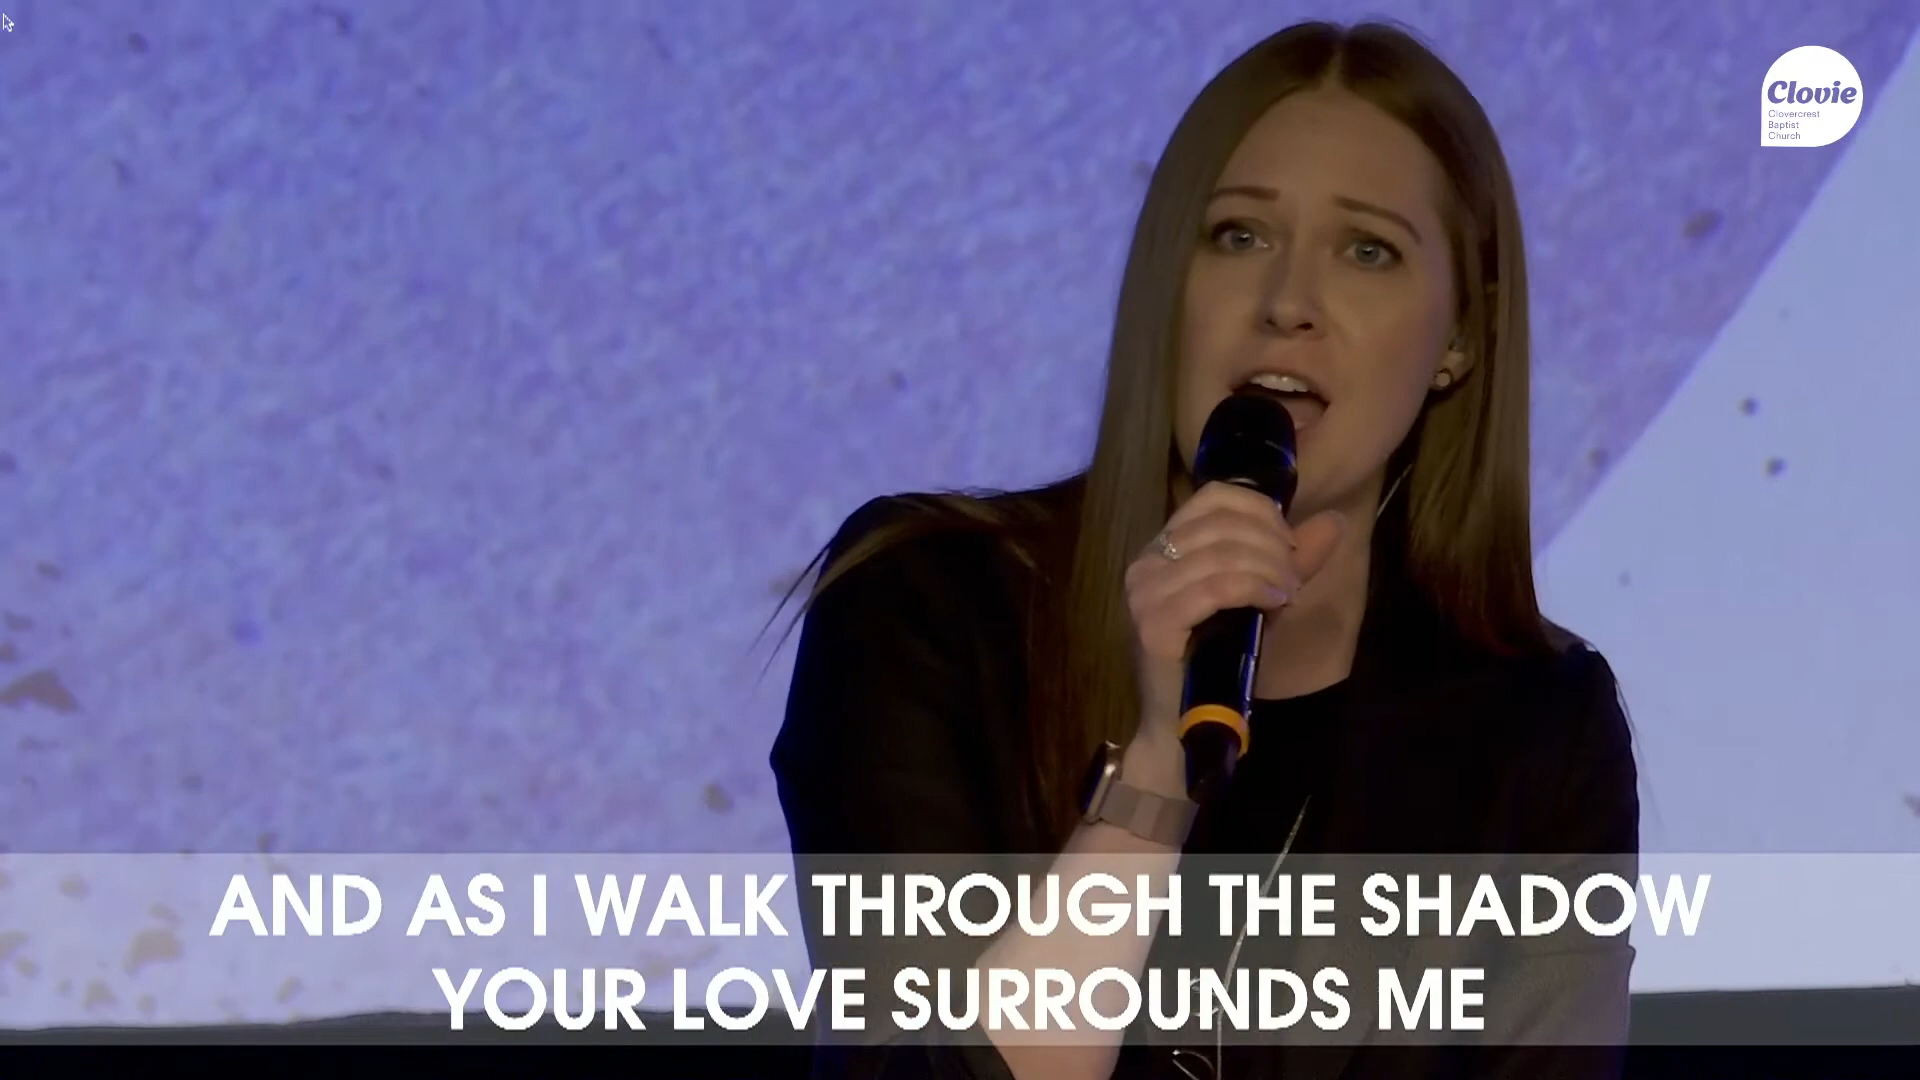 Clovie
Clovercrest
Baptist
Church
AND AS I WALK THROUGH THE SHADOW
YOUR LOVE SURROUNDS ME